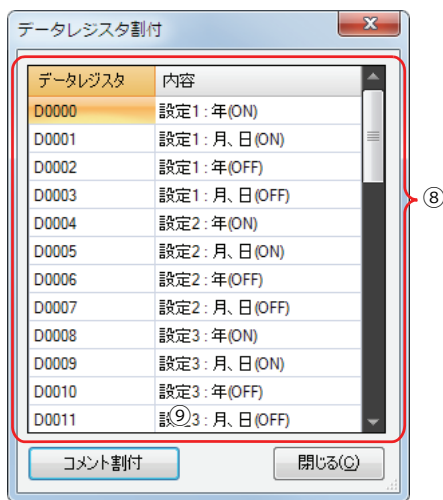 データレジスタ割付
x
データレジスタ 内容
D0000 設定1 : 年(ON)
D0001 設定1 : 月、日(ON)
D0002 設定1 : 年(OFF)
D0003 設定1 : 月、日(OFF)
⑧
D0004 設定2 : 年(ON)
D0005 設定2 : 月、日(ON)
D0006 設定2 : 年(OFF)
D0007 設定2 : 月、日(OFF)
D0008 設定3 : 年(ON)
D0009 設定3 : 月、日(ON)
D0010 設定3 : 年(OFF)
D0011 設定3 : 月、日(OFF)
⑨
コメント割付 閉じる(C)